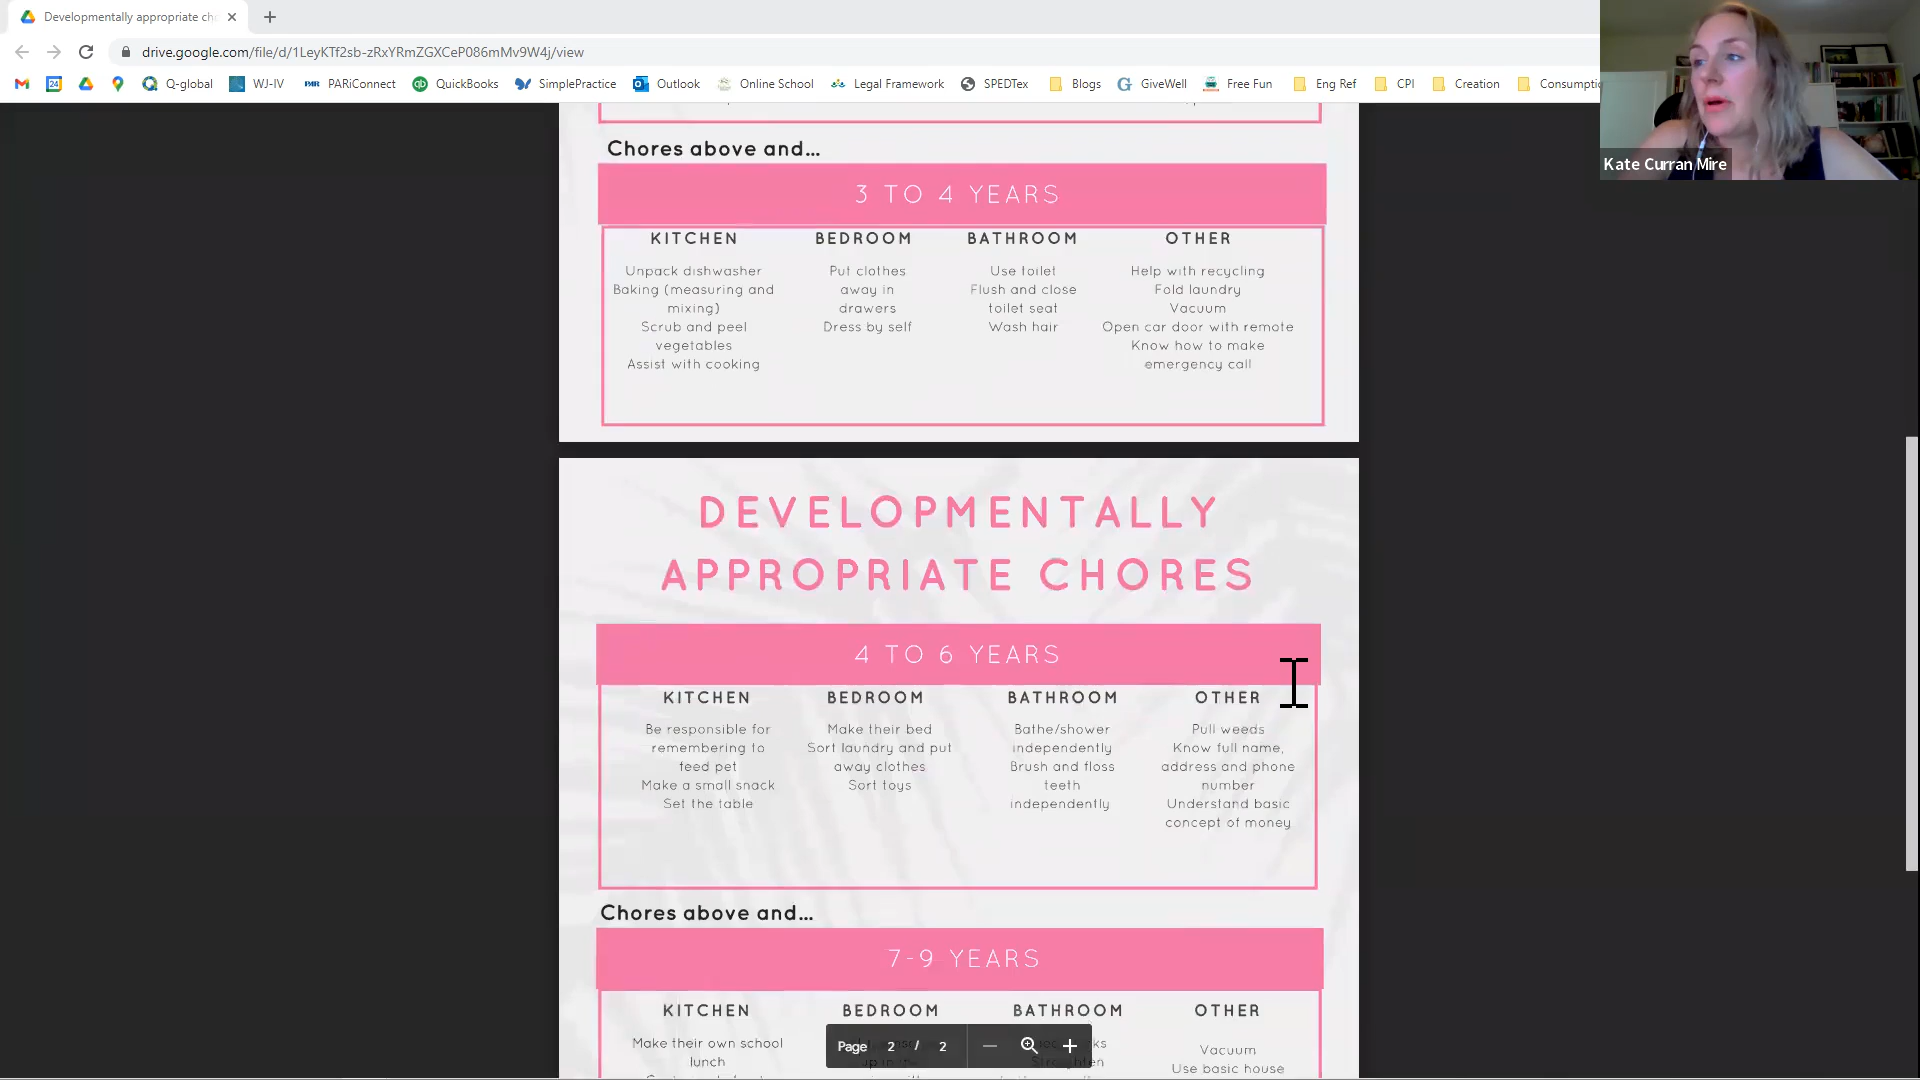 Developmentally appropriate ch
drive.google.com/file/d/1LeyKTf2sb-zRxYRmZGXCeP086mMv9W4j/view
24 Q-global WJ-IV PAR PARiConnect qb QuickBooks SimplePractice Outlook Online School Legal Framework SPEDTex Blogs GiveWell Free Fun Eng Ref CPI Creation Consumptio
Kate Curran Mire
Chores above and...
3 TO 4 YEARS
KITCHEN BEDROOM BATHROOM OTHER
Unpack dishwasher Put clothes Use toilet Help with recycling
Baking (measuring and away in Flush and close Fold laundry
mixing) drawers toilet seat Vacuum
Scrub and peel Dress by self Wash hair Open car door with remote
vegetables Know how to make
Assist with cooking emergency call
DEVELOPMENTALLY
APPROPRIATE CHORES
4 TO 6 YEARS
KITCHEN BEDROOM BATHROOM OTHER
Be responsible for Make their bed Bathe/shower Pull weeds
remembering to Sort laundry and put independently Know full name,
feed pet away clothes Brush and floss address and phone
Make a small snack Sort toys teeth number
Set the table independently Understand basic
concept of money
Chores above and...
7-9 YEARS
KITCHEN BEDROOM BATHROOM OTHER
Make their own school Vacuum
lunch Straighten Use basic house
Page 2 / 2